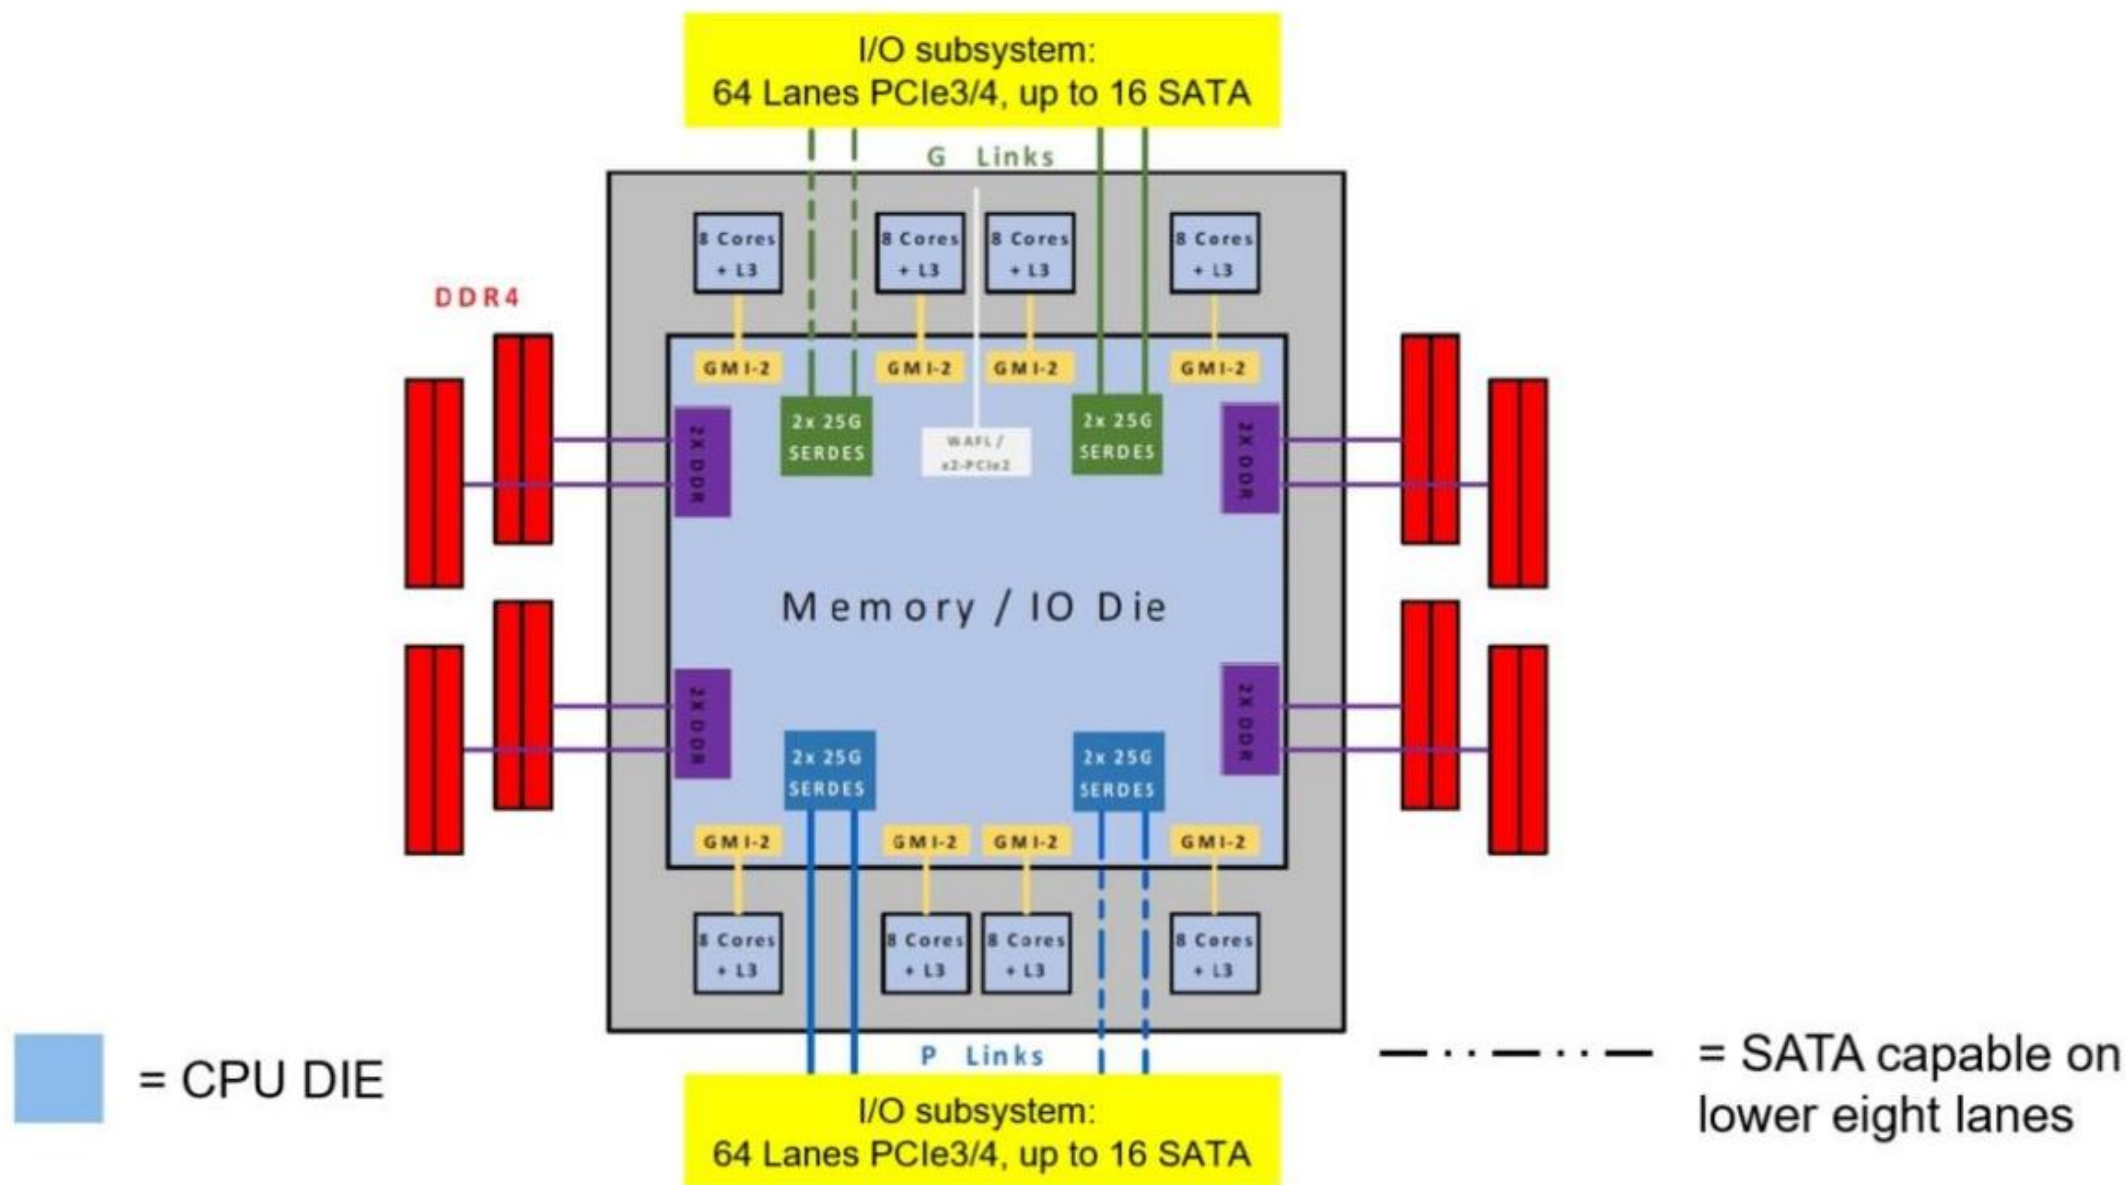 I/O subsystem:
64 Lanes PCIe3/4, up to 16 SATA
G Links
8 Cores
+ L3
8 Cores
+ L3
8 Cores
+ L3
8 Cores
+ L3
DDR4
GMI-2
GMI-2
GMI-2
GMI-2
2X DDR
2x 25G
SERDES
WAFL /
x2-PCIe2
2x 25G
SERDES
2X DDR
Memory / IO Die
2X DDR
2x 25G
SERDES
2x 25G
SERDES
2X DDR
GMI-2
GMI-2
GMI-2
GMI-2
8 Cores
+ L3
8 Cores
+ L3
8 Cores
+ L3
8 Cores
+ L3
P Links
= CPU DIE
= SATA capable on
lower eight lanes
I/O subsystem:
64 Lanes PCIe3/4, up to 16 SATA